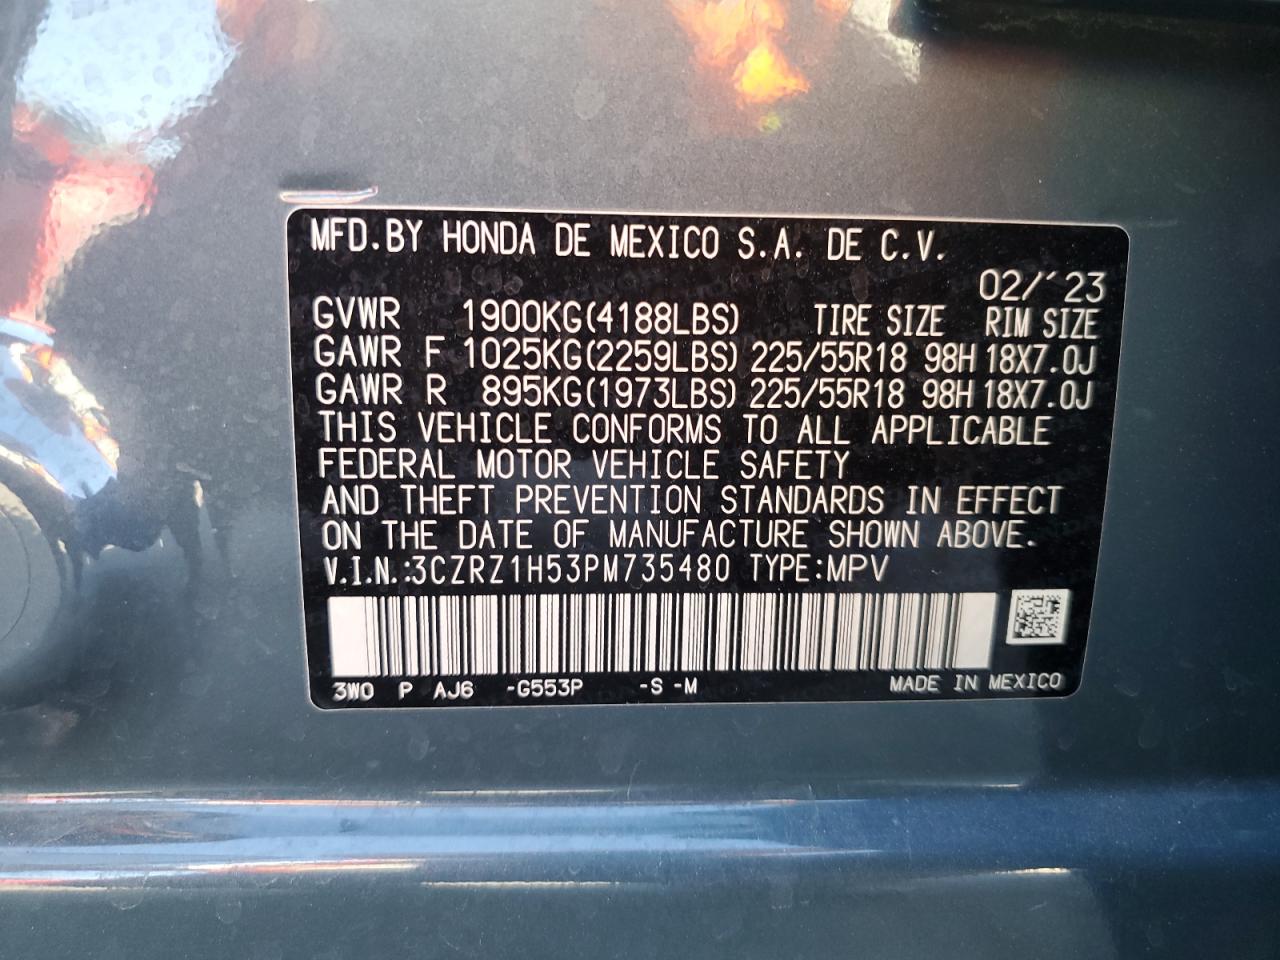 MFD.BY HONDA DE MEXICO S.A. DE C.V.
02/ 23
GVWR 1900KG(4188LBS) TIRE SIZE RIM SIZE
GAWR F 1025KG(2259LBS) 225/55R18 98H 18X7.0J
GAWR R 895KG(1973LBS) 225/55R18 98H 18X7.0J
THIS VEHICLE CONFORMS TO ALL APPLICABLE
FEDERAL MOTOR VEHICLE SAFETY
AND THEFT PREVENTION STANDARDS IN EFFECT
ON THE DATE OF MANUFACTURE SHOWN ABOVE.
V.I.N.:3CZRZ1H53PM735480 TYPE:MPV
3W0 P AJ6 -G553P -S -M MADE IN MEXICO